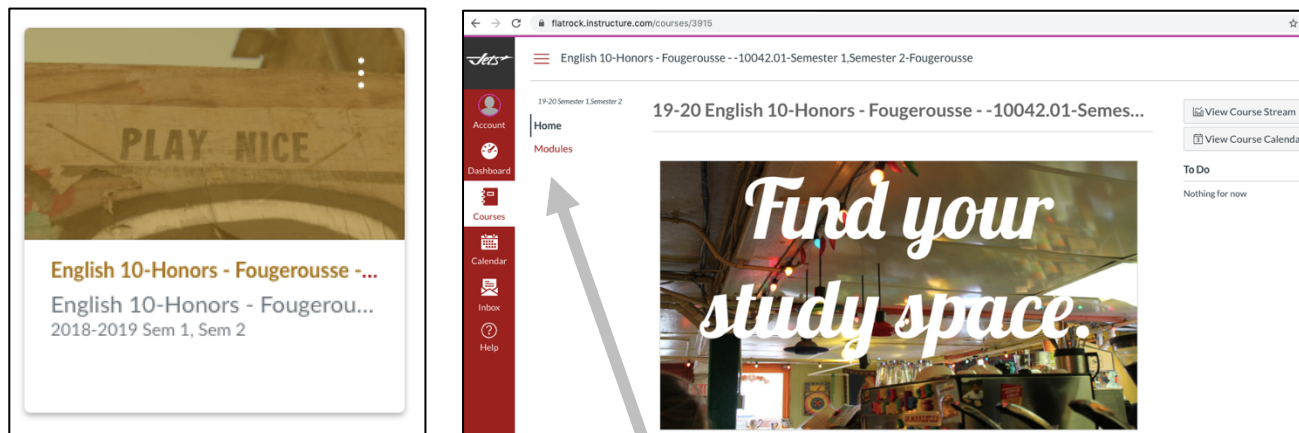 PLAY NICE
English 10-Honors - Fougerousse -...
English 10-Honors - Fougerou...
2018-2019 Sem 1, Sem 2
flatrock.instructure.com/courses/3915
Jets
English 10-Honors - Fougerousse - -10042.01-Semester 1,Semester 2-Fougerousse
Account
Dashboard
Courses
Calendar
Inbox
Help
19-20 Semester 1,Semester 2
Home
Modules
19-20 English 10-Honors - Fougerousse - -10042.01-Semes...
Find your
study space.
View Course Stream
View Course Calenda
To Do
Nothing for now